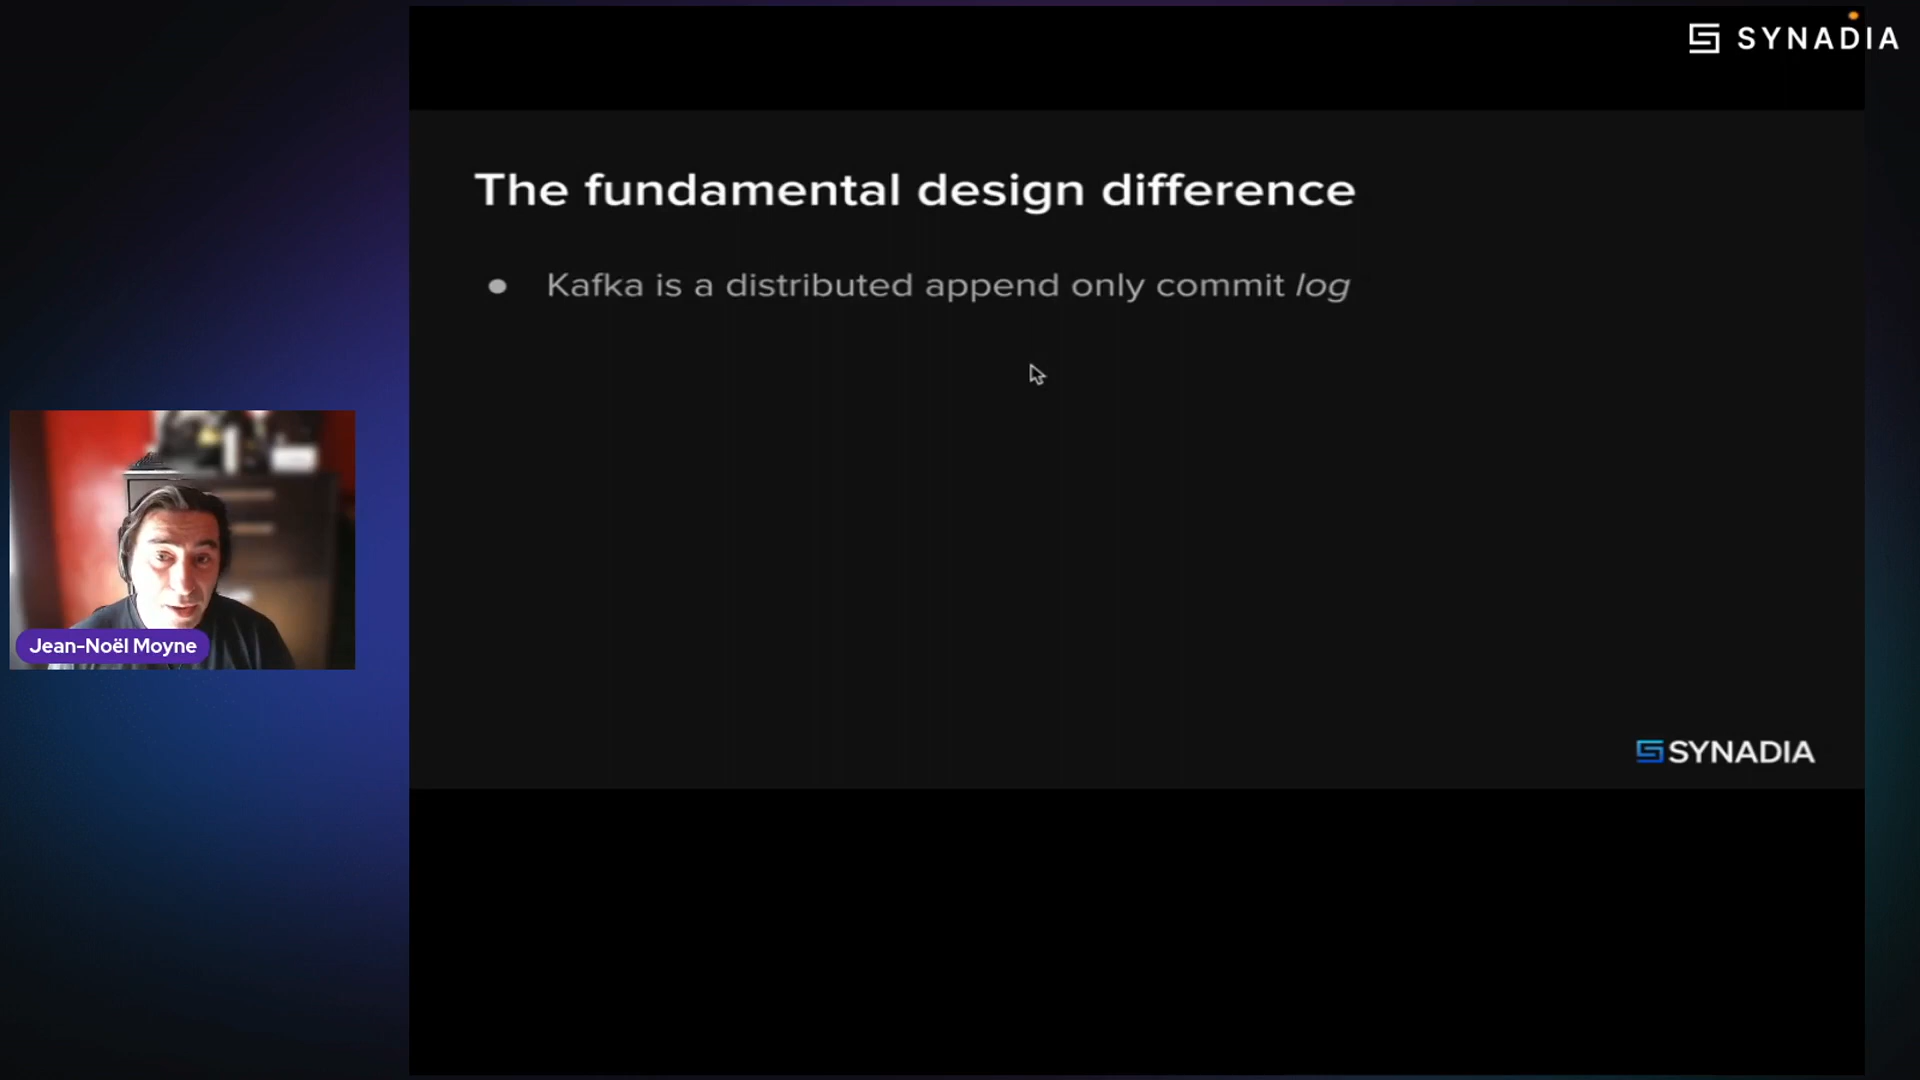 SYNADIA
The fundamental design difference
● Kafka is a distributed append only commit log
Jean-Noël Moyne
SYNADIA